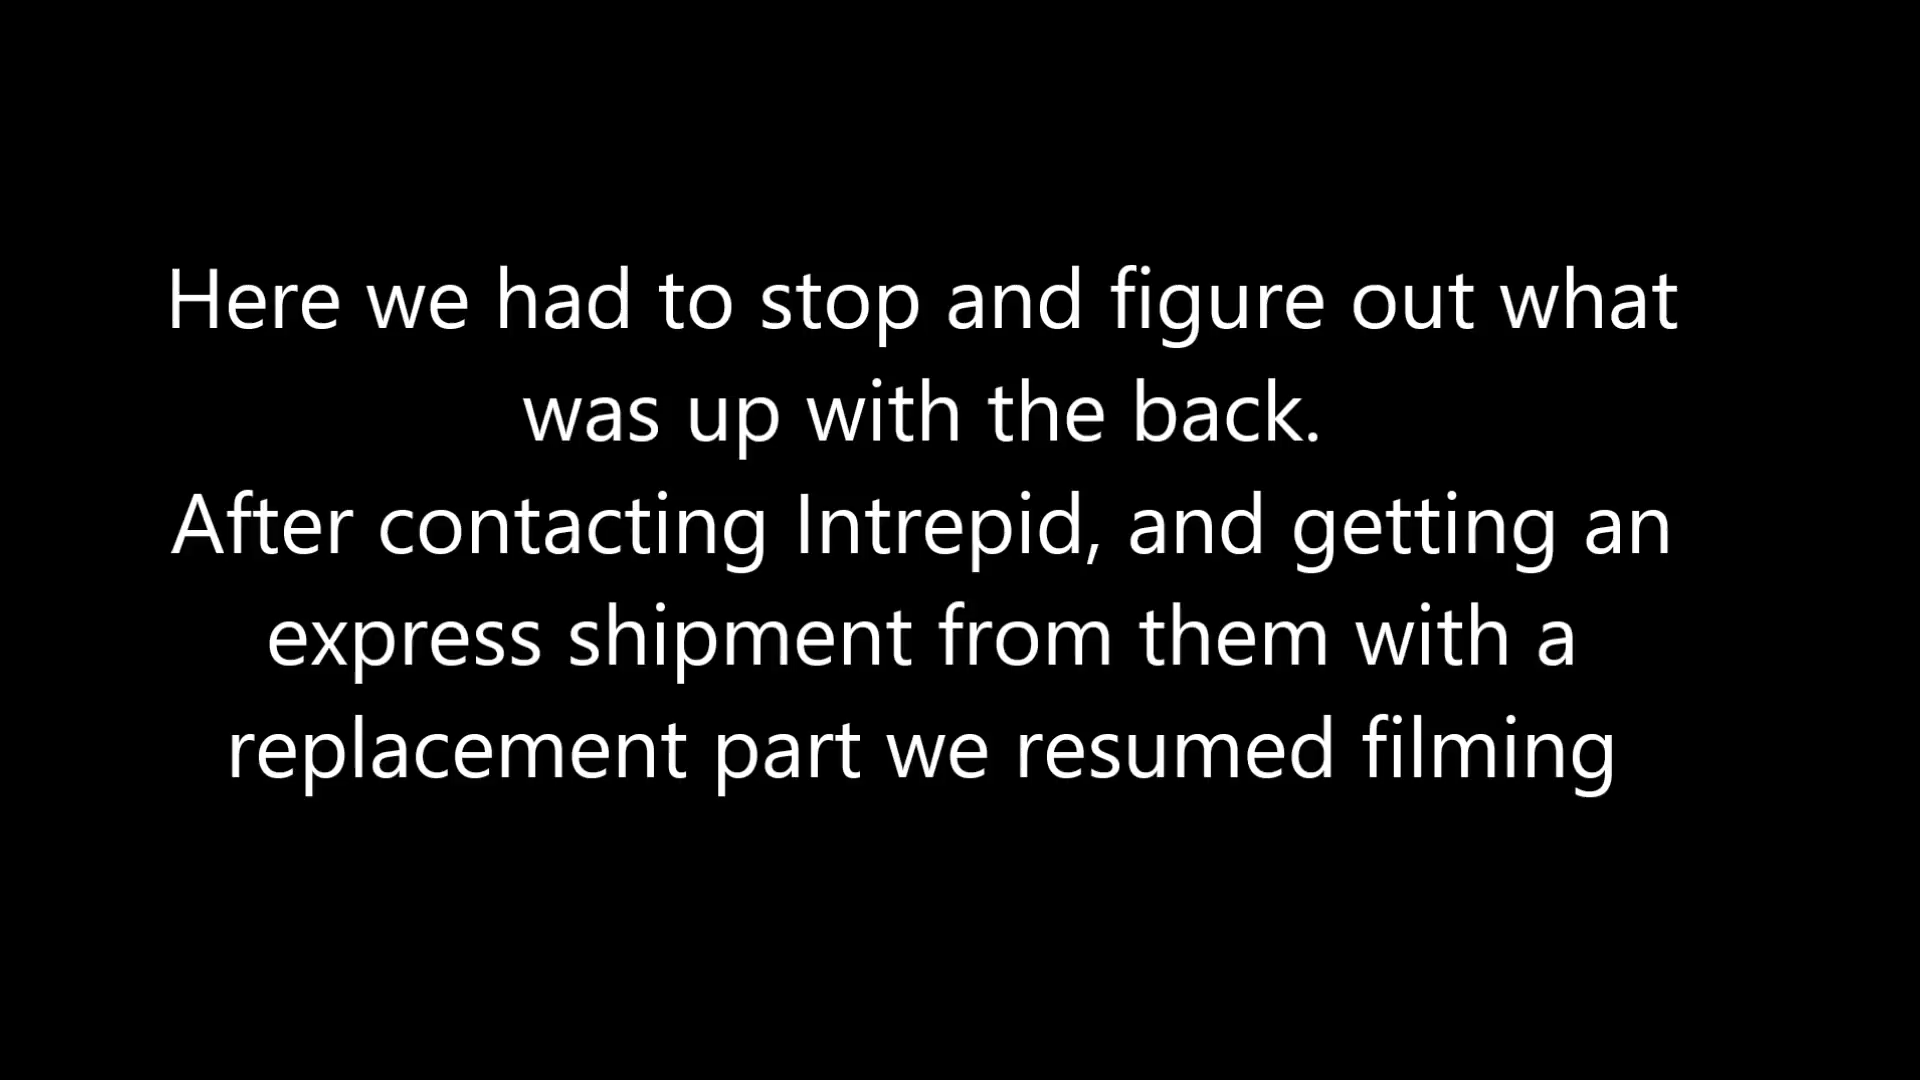 Here we had to stop and figure out what
was up with the back.
After contacting Intrepid, and getting an
express shipment from them with a
replacement part we resumed filming